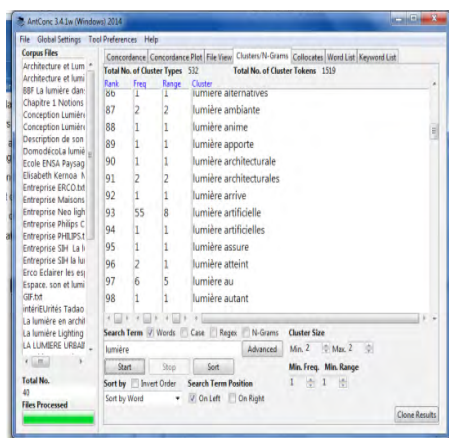 AntConc 3.4.1w (Windows) 2014
File Global Settings Tool Preferences Help
Corpus Files
Architecture et Lum
Architecture et lumi
BBF La lumière dan
Chapitre 1 Notions
Conception Lumièr
Conception Lumièr
Description de son
DomodécoLa lumiè
Ecole ENSA Paysag
Elisabeth Kernoa N
Entreprise ERCO.txt
Entreprise Maisons
Entreprise Neo ligh
Entreprise Philips C
Entreprise PHILIPS.t
Entreprise SIH La l
Entreprise SIH la lu
Erco Eclairer les es
Espace. son et lumi
GIF.txt
intériEUrités Tadao
La lumière en archit
La lumière Lighting
LA LUMIERE URBAI
Total No.
40
Files Processed
Concordance Concordance Plot File View Clusters/N-Grams Collocates Word List Keyword List
Total No. of Cluster Types 532 Total No. of Cluster Tokens 1519
Rank Freq Range Cluster
86 1 1 lumière alternatives
87 2 2 lumière ambiante
88 1 1 lumière anime
89 1 1 lumière apporte
90 1 1 lumière architecturale
91 2 2 lumière architecturales
92 1 1 lumière arrive
93 55 8 lumière artificielle
94 1 1 lumière artificielles
95 1 1 lumière assure
96 2 1 lumière atteint
97 6 5 lumière au
98 1 1 lumière autant
Search Term Words Case Regex N-Grams Cluster Size
lumière Advanced Min. 2 Max. 2
Start Stop Sort Min. Freq. Min. Range
Sort by Invert Order Search Term Position 1 1
Sort by Word On Left On Right
Clone Results